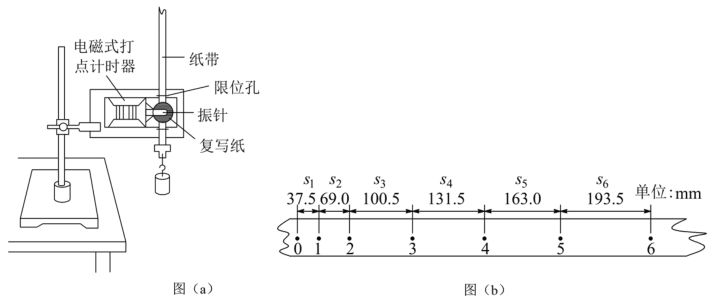 电磁式打
点计时器
纸带
限位孔
振针
复写纸
图（a）
s1 s2 s3 s4 s5 s6 单位:mm
37.5 69.0 100.5 131.5 163.0 193.5
0 1 2 3 4 5 6
图（b）